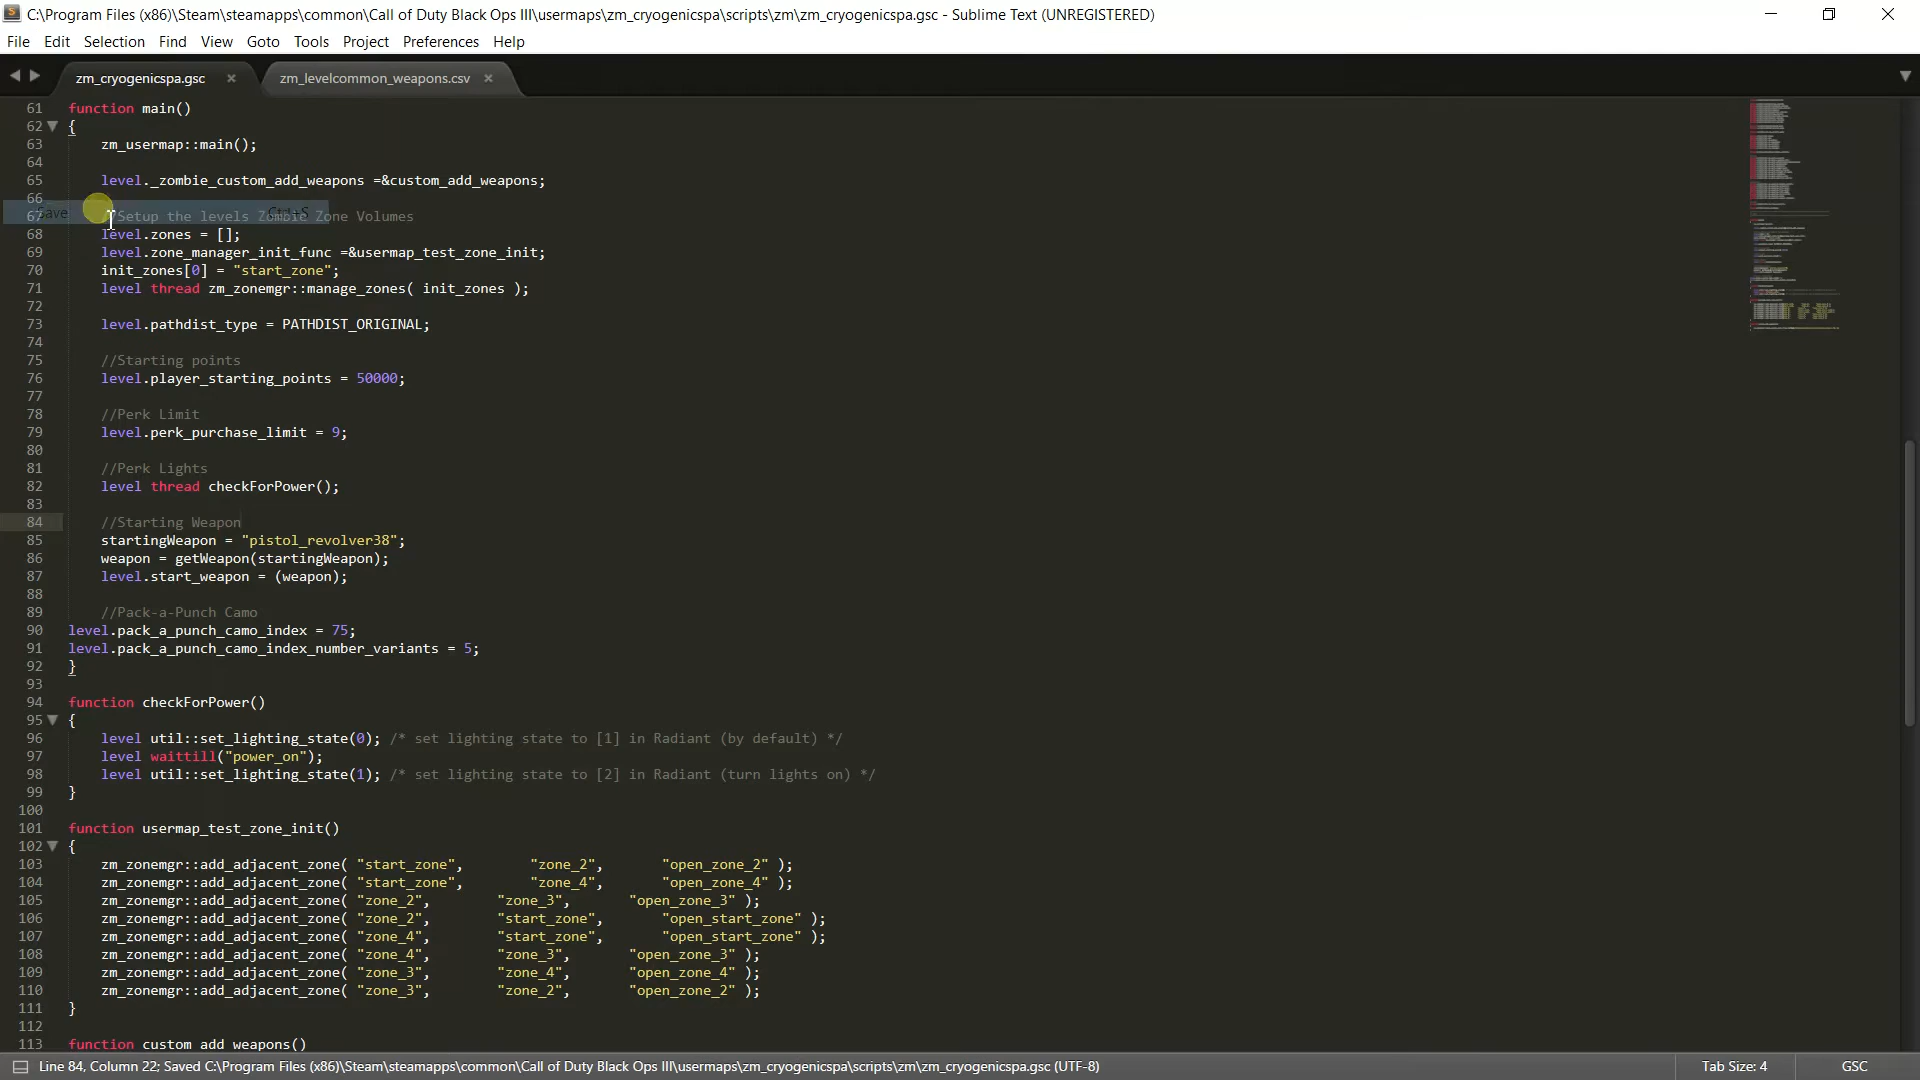 C:\Program Files (x86)\Steam\steamapps\common\Call of Duty Black Ops III\usermaps\zm_cryogenicspa\scripts\zm\zm_cryogenicspa.gsc - Sublime Text (UNREGISTERED)
File Edit Selection Find View Goto Tools Project Preferences Help
zm_cryogenicspa.gsc × zm_levelcommon_weapons.csv ×
61 function main()
62 {
63 zm_usermap::main();
64
65 level._zombie_custom_add_weapons =&custom_add_weapons;
66
Save Ctrl+S
67 //Setup the levels Zombie Zone Volumes
68 level.zones = [];
69 level.zone_manager_init_func =&usermap_test_zone_init;
70 init_zones[0] = "start_zone";
71 level thread zm_zonemgr::manage_zones( init_zones );
72
73 level.pathdist_type = PATHDIST_ORIGINAL;
74
75 //Starting points
76 level.player_starting_points = 50000;
77
78 //Perk Limit
79 level.perk_purchase_limit = 9;
80
81 //Perk Lights
82 level thread checkForPower();
83
84 //Starting Weapon
85 startingWeapon = "pistol_revolver38";
86 weapon = getWeapon(startingWeapon);
87 level.start_weapon = (weapon);
88
89 //Pack-a-Punch Camo
90 level.pack_a_punch_camo_index = 75;
91 level.pack_a_punch_camo_index_number_variants = 5;
92 }
93
94 function checkForPower()
95 {
96 level util::set_lighting_state(0); /* set lighting state to [1] in Radiant (by default) */
97 level waittill("power_on");
98 level util::set_lighting_state(1); /* set lighting state to [2] in Radiant (turn lights on) */
99 }
100
101 function usermap_test_zone_init()
102 {
103 zm_zonemgr::add_adjacent_zone( "start_zone", "zone_2", "open_zone_2" );
104 zm_zonemgr::add_adjacent_zone( "start_zone", "zone_4", "open_zone_4" );
105 zm_zonemgr::add_adjacent_zone( "zone_2", "zone_3", "open_zone_3" );
106 zm_zonemgr::add_adjacent_zone( "zone_2", "start_zone", "open_start_zone" );
107 zm_zonemgr::add_adjacent_zone( "zone_4", "start_zone", "open_start_zone" );
108 zm_zonemgr::add_adjacent_zone( "zone_4", "zone_3", "open_zone_3" );
109 zm_zonemgr::add_adjacent_zone( "zone_3", "zone_4", "open_zone_4" );
110 zm_zonemgr::add_adjacent_zone( "zone_3", "zone_2", "open_zone_2" );
111 }
112
113 function custom_add_weapons()
Line 84, Column 22; Saved C:\Program Files (x86)\Steam\steamapps\common\Call of Duty Black Ops III\usermaps\zm_cryogenicspa\scripts\zm\zm_cryogenicspa.gsc (UTF-8) Tab Size: 4 GSC